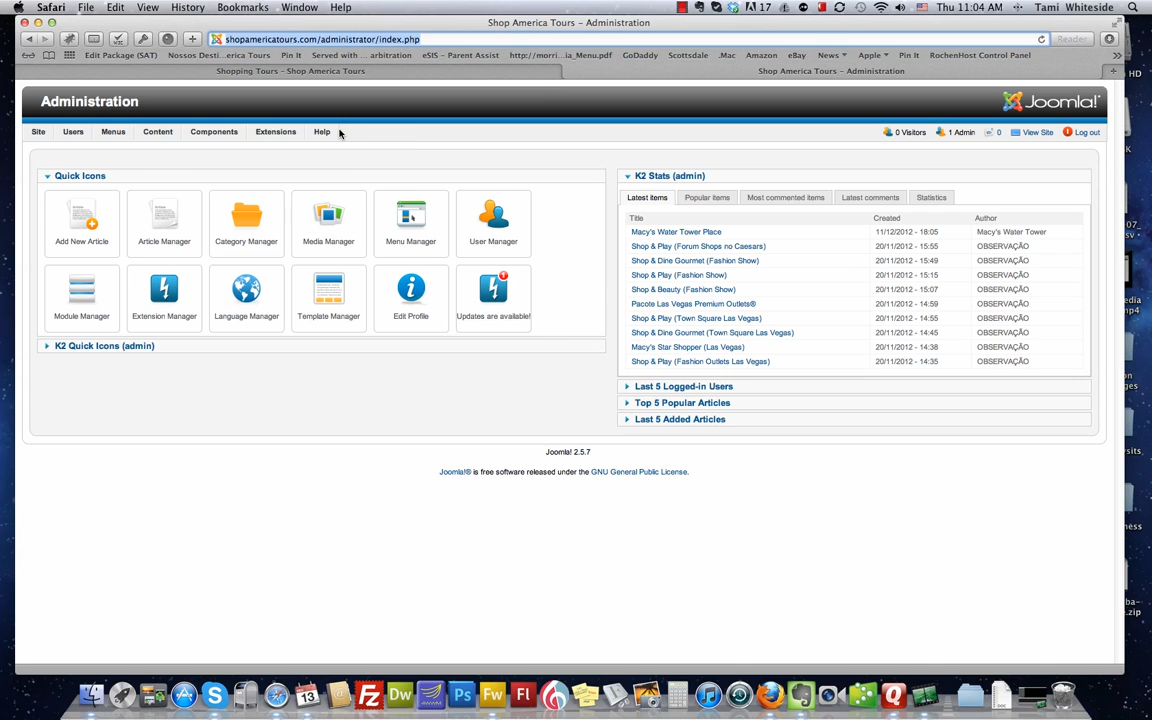 Safari File Edit View History Bookmarks Window Help 17 Thu 11:04 AM Tami Whiteside
Shop America Tours – Administration
shopamericatours.com/administrator/index.php Reader
Edit Package (SAT) Nossos Desti...erica Tours Pin It Served with ... arbitration eSIS – Parent Assist http://morri...ia_Menu.pdf GoDaddy Scottsdale .Mac Amazon eBay News Apple Pin It RochenHost Control Panel
Shopping Tours – Shop America Tours Shop America Tours – Administration
HD
Administration Joomla!
Site Users Menus Content Components Extensions Help 0 Visitors 1 Admin 0 View Site Log out
Quick Icons
Add New Article Article Manager Category Manager Media Manager Menu Manager User Manager
Module Manager Extension Manager Language Manager Template Manager Edit Profile Updates are available!
K2 Quick Icons (admin)
K2 Stats (admin)
Latest items Popular items Most commented items Latest comments Statistics
Title Created Author
Macy's Water Tower Place 11/12/2012 - 18:05 Macy's Water Tower
Shop & Play (Forum Shops no Caesars) 20/11/2012 - 15:55 OBSERVAÇÃO
Shop & Dine Gourmet (Fashion Show) 20/11/2012 - 15:49 OBSERVAÇÃO
Shop & Play (Fashion Show) 20/11/2012 - 15:15 OBSERVAÇÃO
Shop & Beauty (Fashion Show) 20/11/2012 - 15:07 OBSERVAÇÃO
Pacote Las Vegas Premium Outlets® 20/11/2012 - 14:59 OBSERVAÇÃO
Shop & Play (Town Square Las Vegas) 20/11/2012 - 14:55 OBSERVAÇÃO
Shop & Dine Gourmet (Town Square Las Vegas) 20/11/2012 - 14:45 OBSERVAÇÃO
Macy's Star Shopper (Las Vegas) 20/11/2012 - 14:38 OBSERVAÇÃO
Shop & Play (Fashion Outlets Las Vegas) 20/11/2012 - 14:35 OBSERVAÇÃO
Last 5 Logged-in Users
Top 5 Popular Articles
Last 5 Added Articles
Joomla! 2.5.7
Joomla!® is free software released under the GNU General Public License.
13 Dw Ps Fw Fl